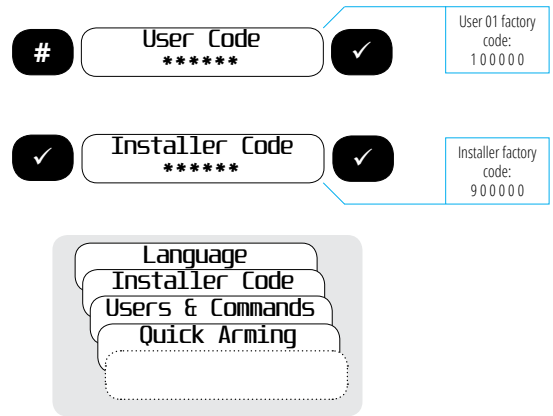 #
User Code
******
✓
User 01 factory
code:
100000
✓
Installer Code
******
✓
Installer factory
code:
900000
Language
Installer Code
Users & Commands
Quick Arming